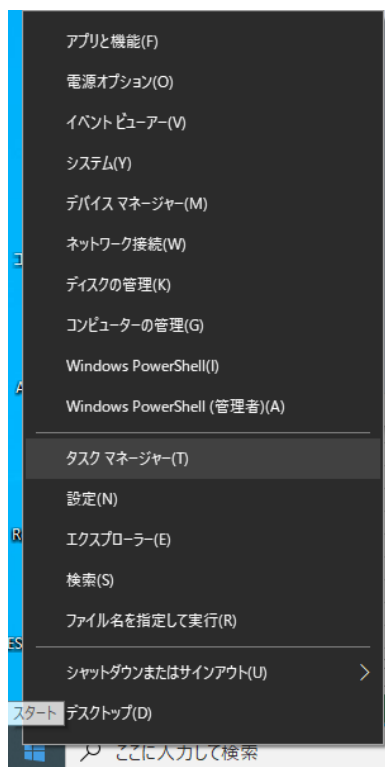 アプリと機能(F)
電源オプション(O)
イベント ビューアー(V)
システム(Y)
デバイス マネージャー(M)
ネットワーク接続(W)
ディスクの管理(K)
コンピューターの管理(G)
Windows PowerShell(I)
Windows PowerShell (管理者)(A)
タスク マネージャー(T)
設定(N)
エクスプローラー(E)
検索(S)
ファイル名を指定して実行(R)
シャットダウンまたはサインアウト(U)
スタート
デスクトップ(D)
ここに入力して検索